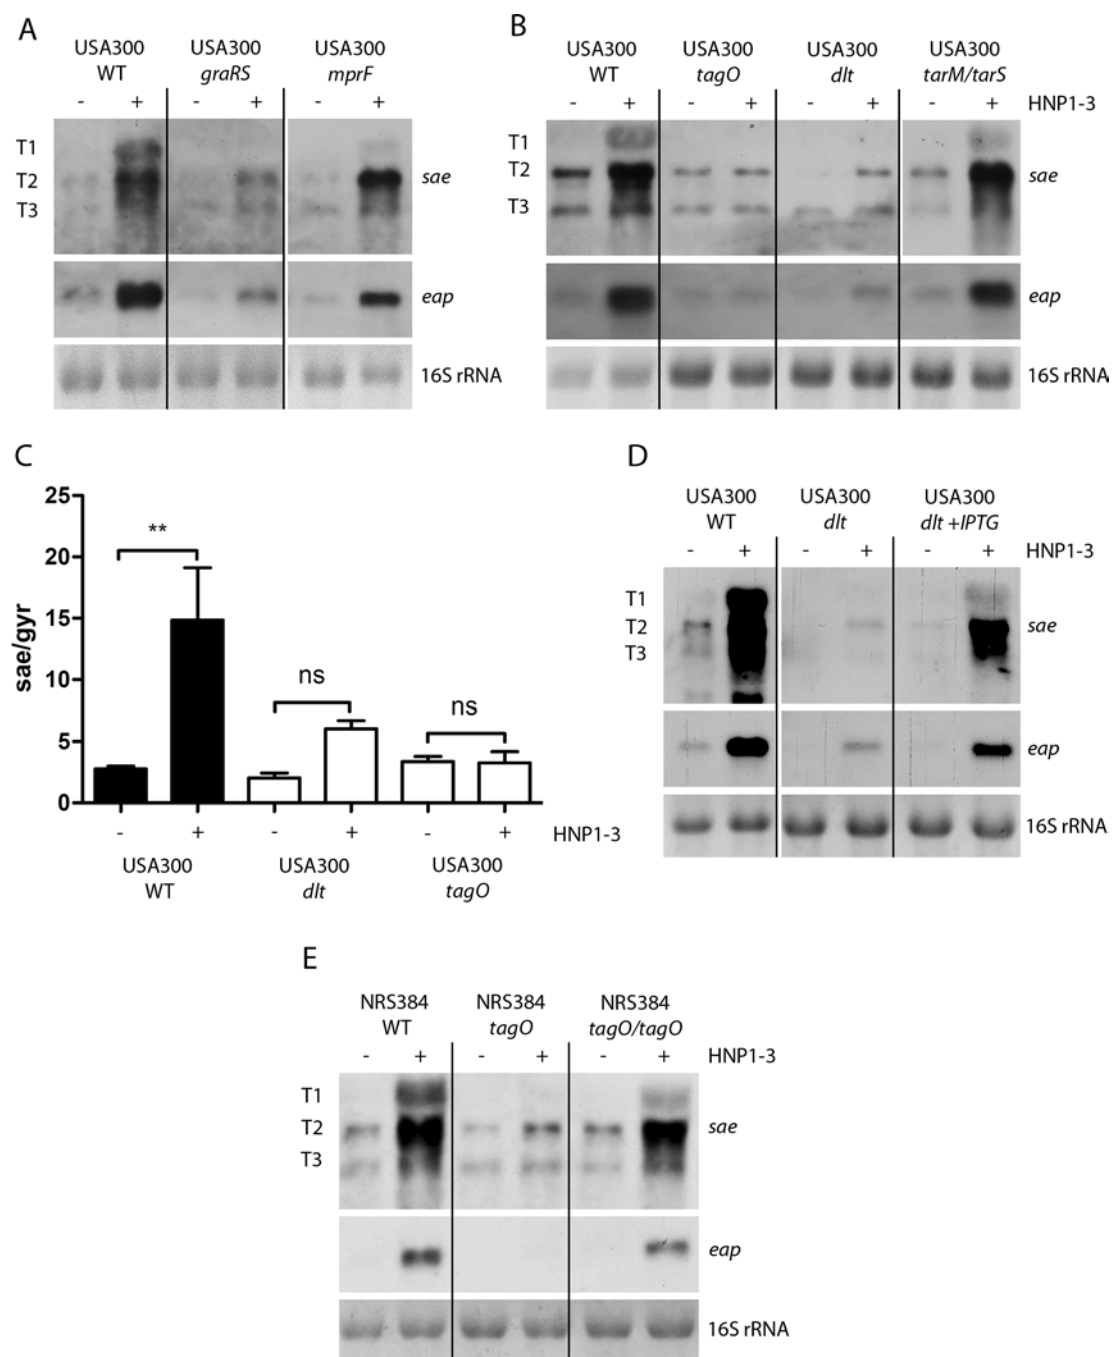 A
USA300 USA300 USA300
WT graRS mprF
- + - + - +
T1
T2 sae
T3
eap
16S rRNA
B
USA300 USA300 USA300 USA300
WT tagO dlt tarM/tarS
- + - + - + - + HNP1-3
T1
T2 sae
T3
eap
16S rRNA
C
25
20
15
10
5
0
sae/gyr
** ns ns
- + - + - + HNP1-3
USA300 USA300 USA300
WT dlt tagO
D
USA300 USA300 USA300
WT dlt dlt +IPTG
- + - + - + HNP1-3
T1
T2 sae
T3
eap
16S rRNA
E
NRS384 NRS384 NRS384
WT tagO tagO/tagO
- + - + - + HNP1-3
T1
T2 sae
T3
eap
16S rRNA